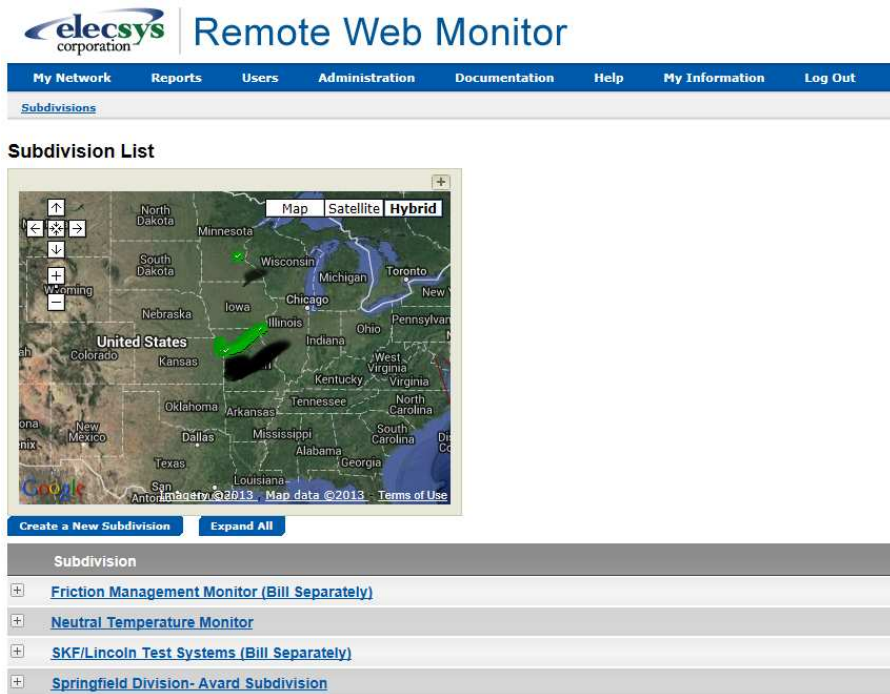 elecsys
corporation
Remote Web Monitor
My Network Reports Users Administration Documentation Help My Information Log Out
Subdivisions
Subdivision List
Map Satellite Hybrid
North
Dakota
Minnesota
South
Dakota
Wisconsin
Michigan
Toronto
Wyoming
New
Chicago
Iowa
Nebraska
Illinois
Ohio
Pennsylvan
Indiana
United States
Colorado
Kansas
West
Virginia
Kentucky
Virginia
Oklahoma
Arkansas
Tennessee
North
Carolina
New
Mexico
Dallas
Mississippi
South
Carolina
Alabama
Georgia
Texas
Louisiana
San
Google
Imagery ©2013 , Map data ©2013 - Terms of Use
Create a New Subdivision Expand All
Subdivision
Friction Management Monitor (Bill Separately)
Neutral Temperature Monitor
SKF/Lincoln Test Systems (Bill Separately)
Springfield Division- Avard Subdivision